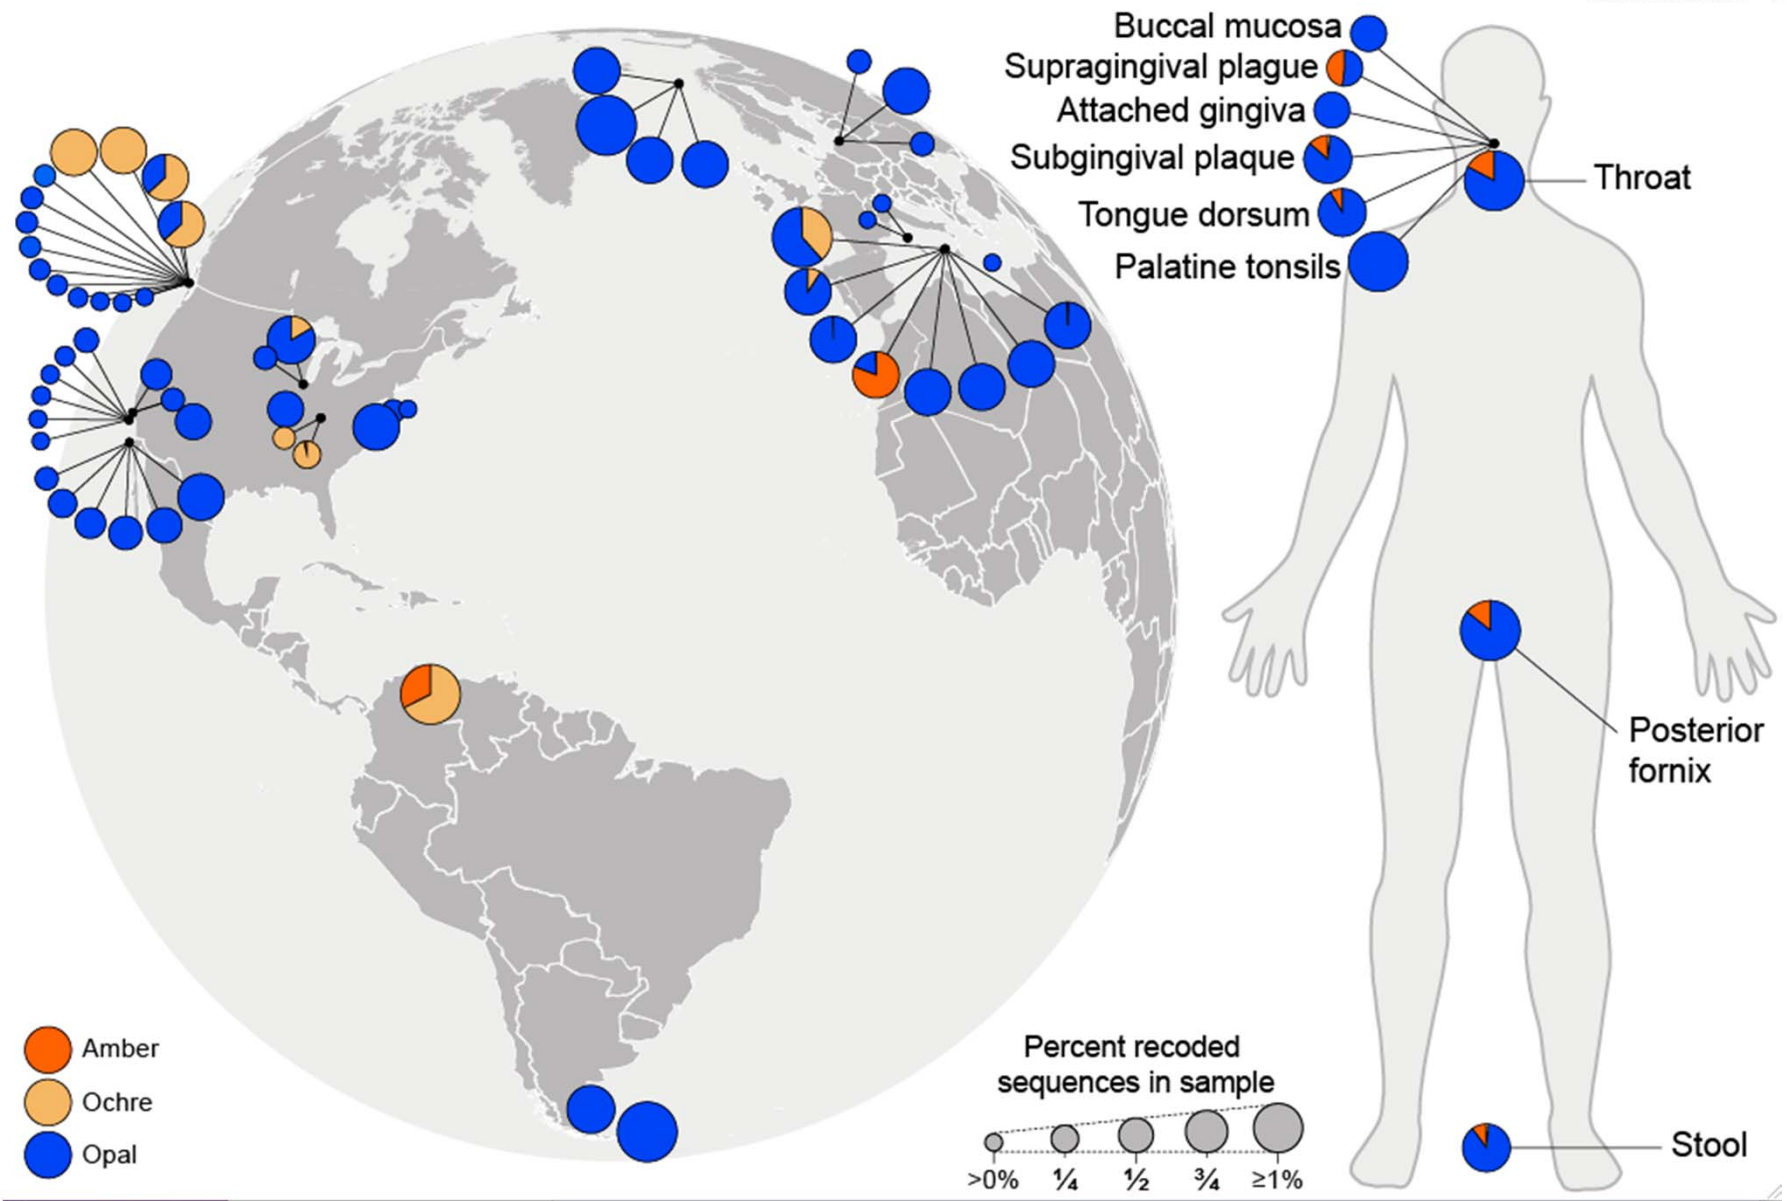 Buccal mucosa
Supragingival plague
Attached gingiva
Subgingival plaque
Throat
Tongue dorsum
Palatine tonsils
Posterior
fornix
Amber
Ochre
Opal
Percent recoded
sequences in sample
>0% ¼ ½ ¾ ≥1%
Stool